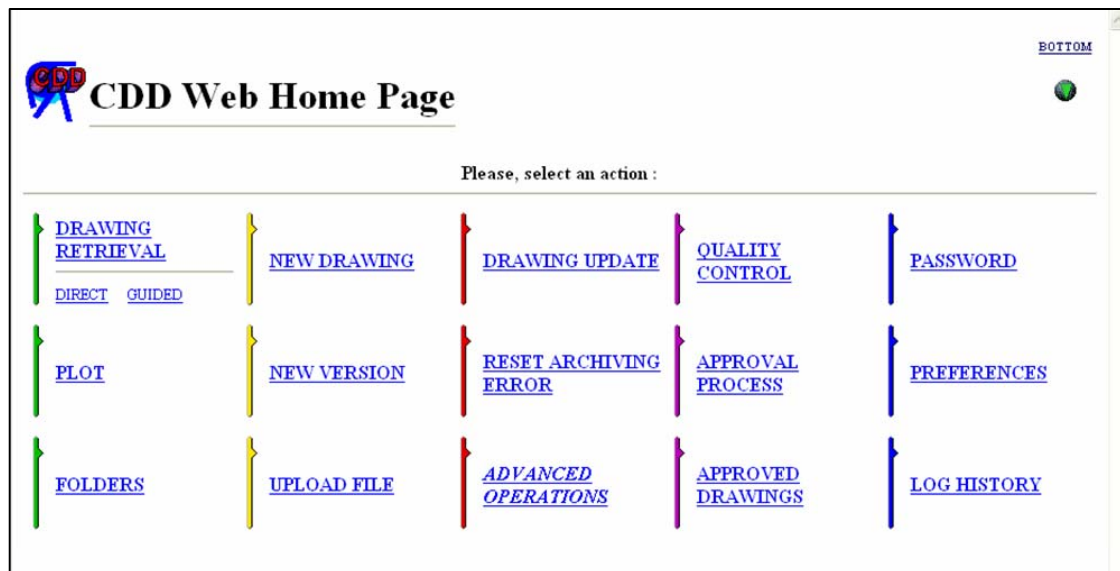 BOTTOM
CDD
CDD Web Home Page
Please, select an action :
DRAWING
RETRIEVAL
DIRECT GUIDED
NEW DRAWING
DRAWING UPDATE
QUALITY
CONTROL
PASSWORD
PLOT
NEW VERSION
RESET ARCHIVING
ERROR
APPROVAL
PROCESS
PREFERENCES
FOLDERS
UPLOAD FILE
ADVANCED
OPERATIONS
APPROVED
DRAWINGS
LOG HISTORY